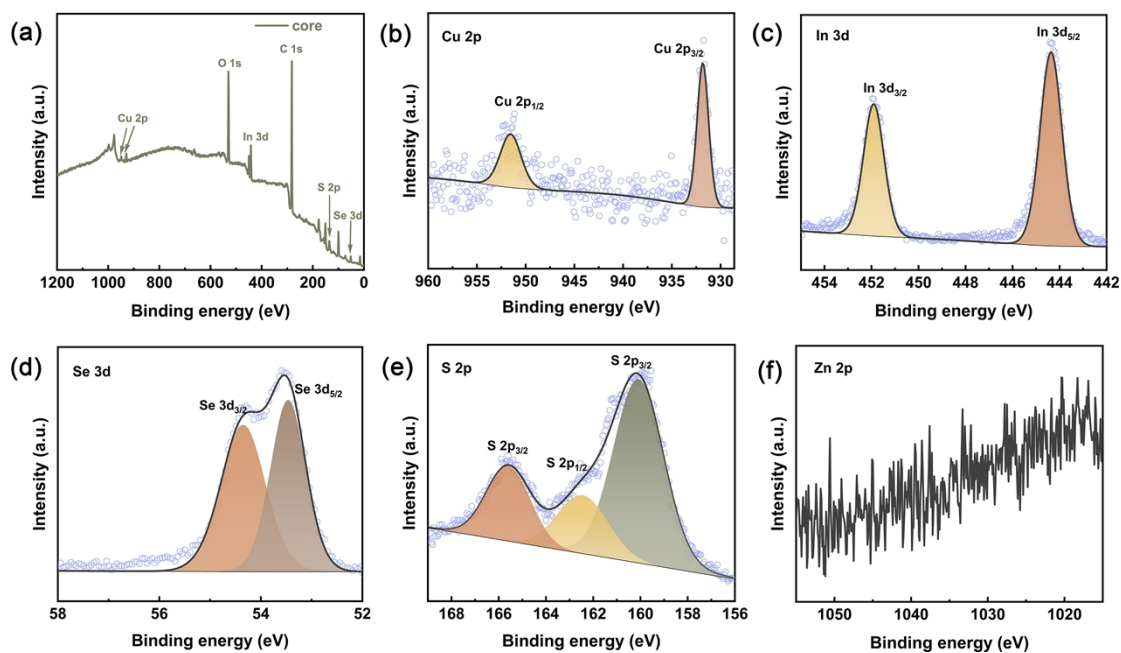 (a)
core
C 1s
O 1s
Cu 2p
In 3d
S 2p
Se 3d
Intensity (a.u.)
1200 1000 800 600 400 200 0
Binding energy (eV)
(b)
Cu 2p
Cu 2p3/2
Cu 2p1/2
Intensity (a.u.)
960 955 950 945 940 935 930
Binding energy (eV)
(c)
In 3d
In 3d5/2
In 3d3/2
Intensity (a.u.)
454 452 450 448 446 444 442
Binding energy (eV)
(d)
Se 3d
Se 3d5/2
Se 3d3/2
Intensity (a.u.)
58 56 54 52
Binding energy (eV)
(e)
S 2p
S 2p3/2
S 2p3/2
S 2p1/2
Intensity (a.u.)
168 166 164 162 160 158 156
Binding energy (eV)
(f)
Zn 2p
Intensity (a.u.)
1050 1040 1030 1020
Binding energy (eV)